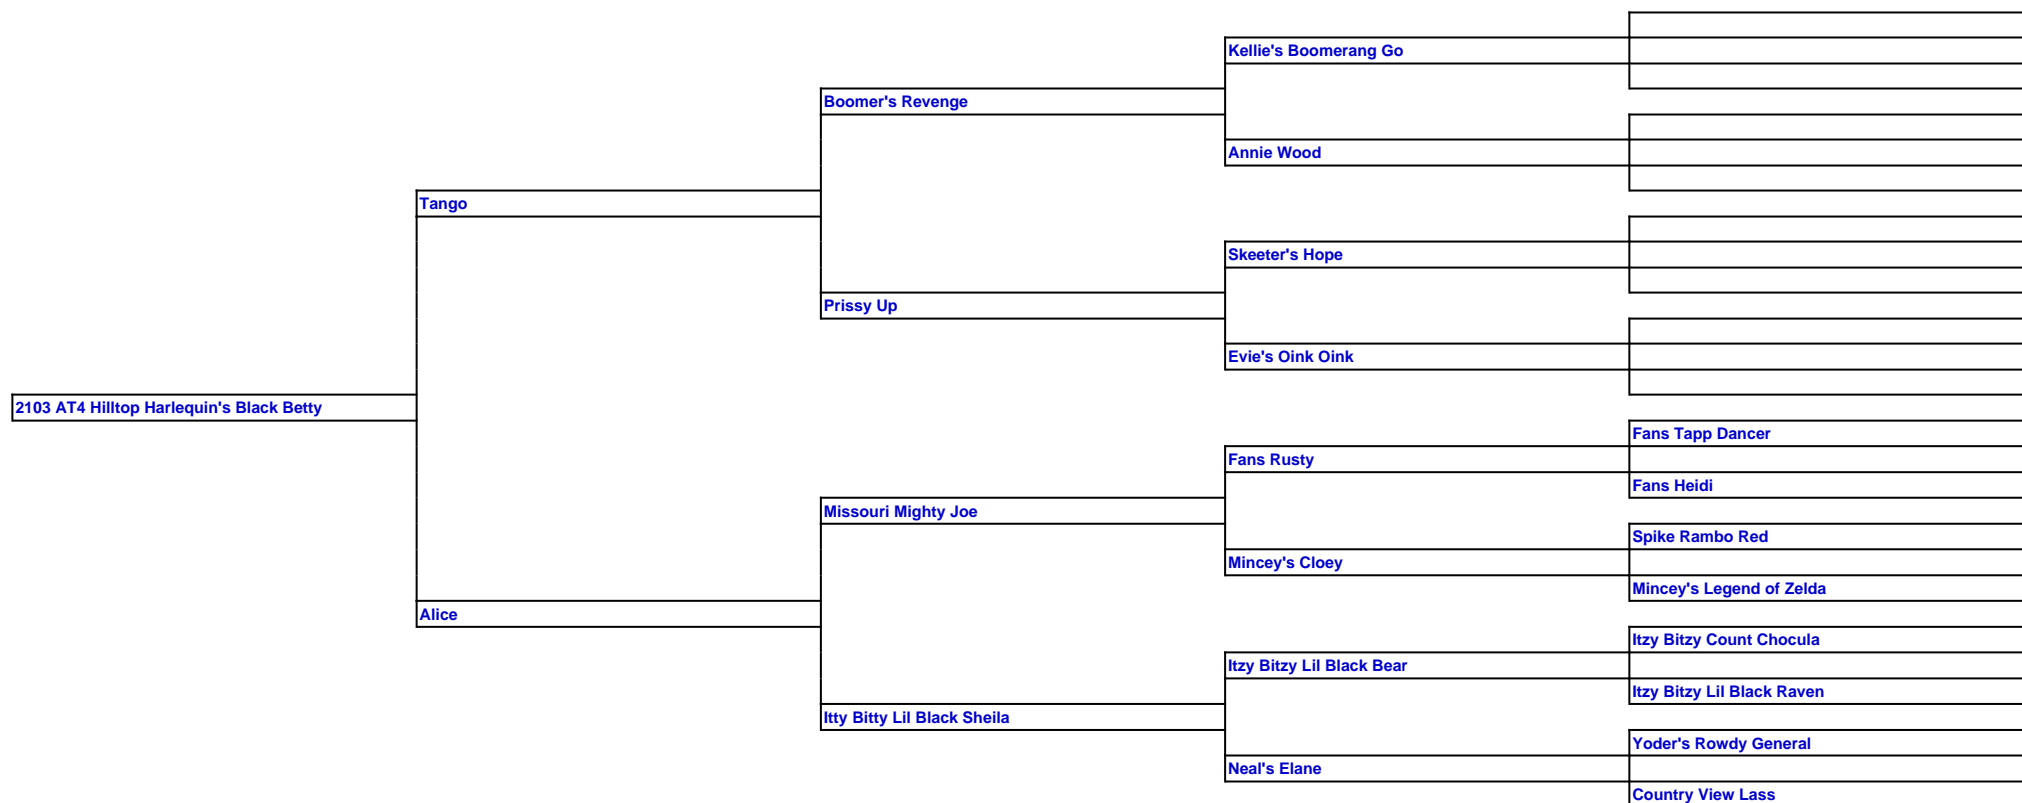 Kellie's Boomerang Go
Boomer's Revenge
Annie Wood
Tango
Skeeter's Hope
Prissy Up
Evie's Oink Oink
2103 AT4 Hilltop Harlequin's Black Betty
Fans Tapp Dancer
Fans Rusty
Fans Heidi
Missouri Mighty Joe
Spike Rambo Red
Mincey's Cloey
Mincey's Legend of Zelda
Alice
Itzy Bitzy Count Chocula
Itzy Bitzy Lil Black Bear
Itzy Bitzy Lil Black Raven
Itty Bitty Lil Black Sheila
Yoder's Rowdy General
Neal's Elane
Country View Lass